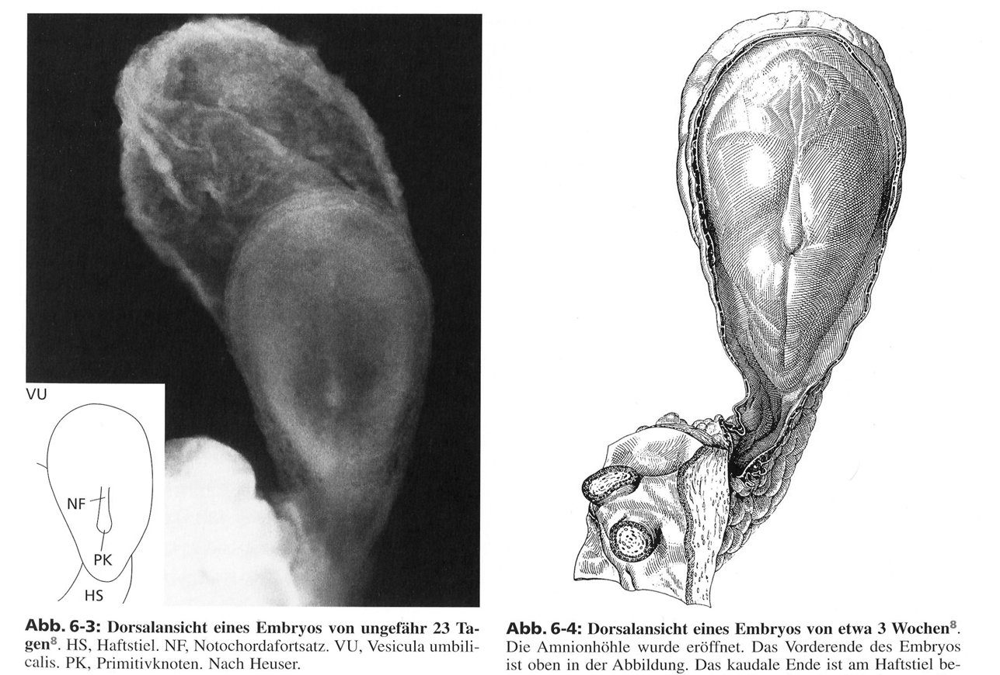 VU
NF
PK
HS
Abb. 6-3: Dorsalansicht eines Embryos von ungefähr 23 Ta-
gen⁸. HS, Haftstiel. NF, Notochordafortsatz. VU, Vesicula umbili-
calis. PK, Primitivknoten. Nach Heuser.
Abb. 6-4: Dorsalansicht eines Embryos von etwa 3 Wochen⁸.
Die Amnionhöhle wurde eröffnet. Das Vorderende des Embryos
ist oben in der Abbildung. Das kaudale Ende ist am Haftstiel be-